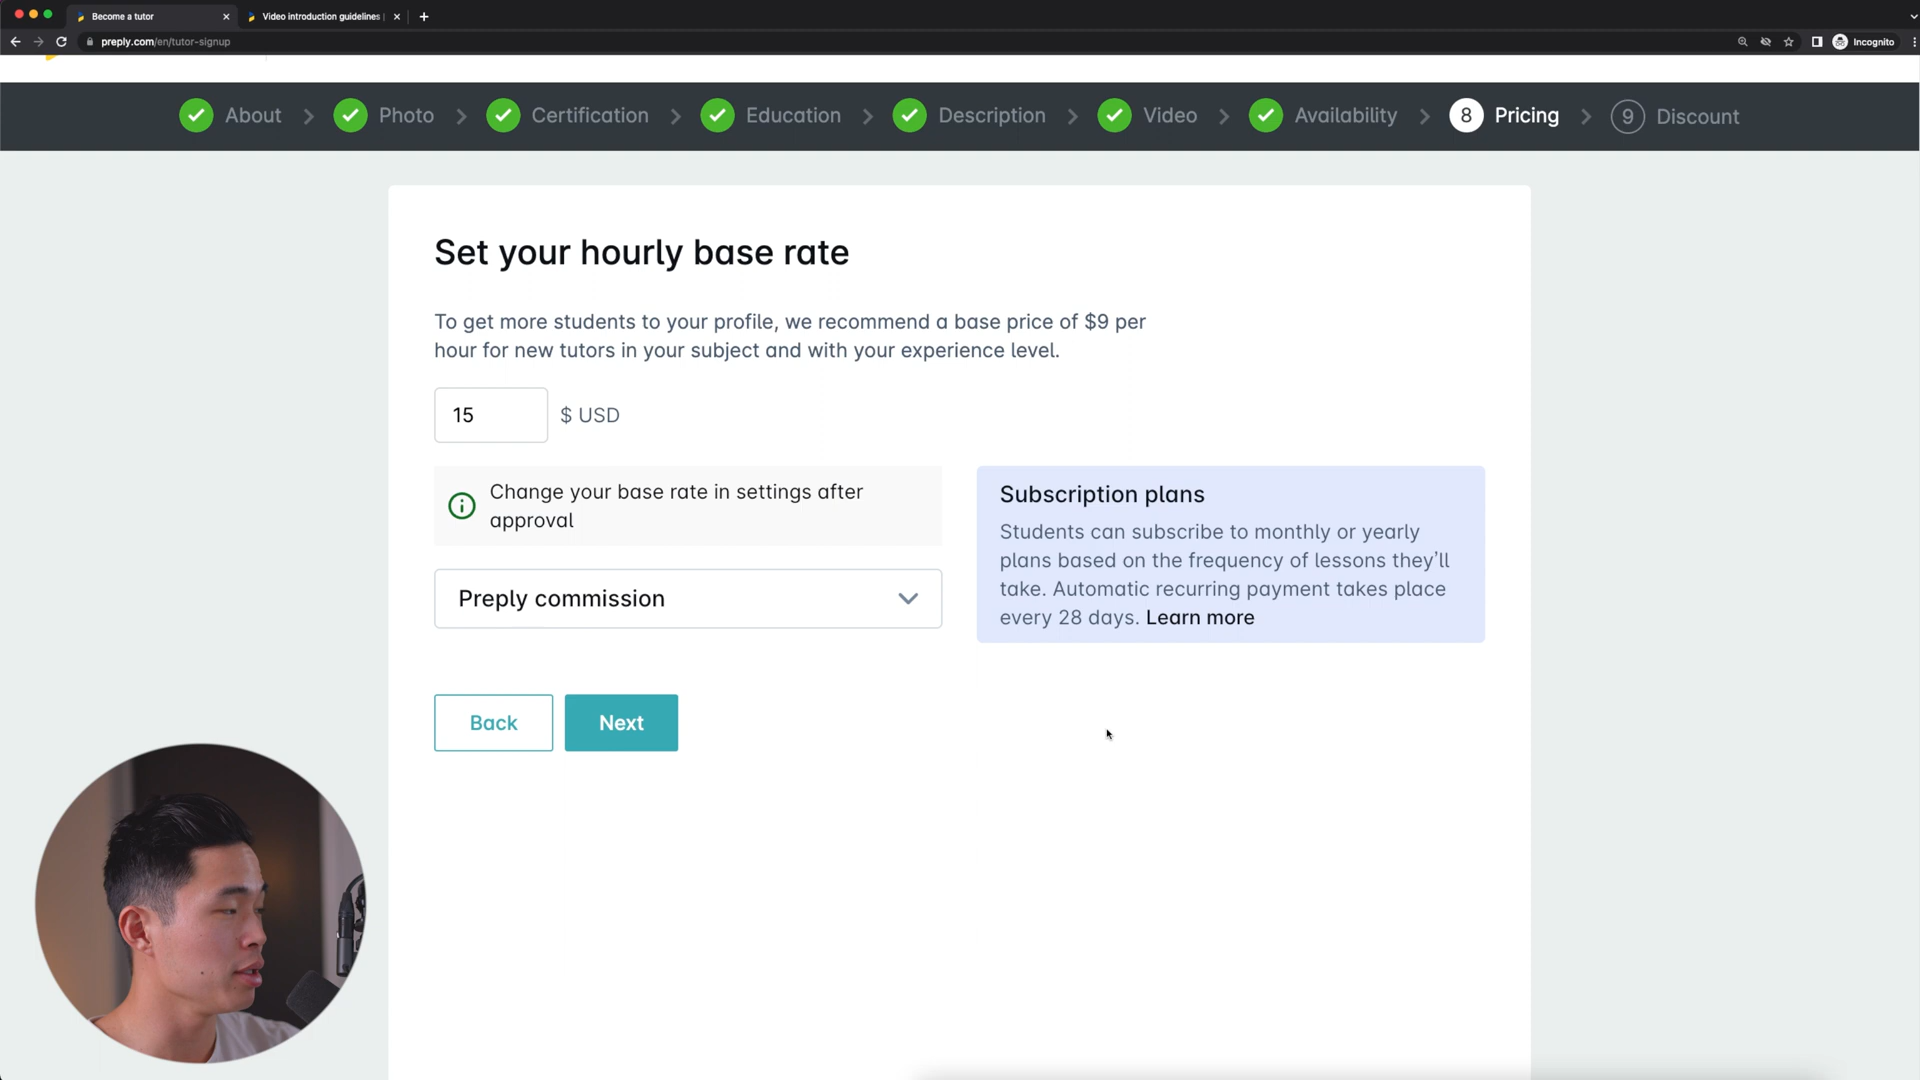 Become a tutor
Video introduction guidelines
preply.com/en/tutor-signup
Incognito
About
Photo
Certification
Education
Description
Video
Availability
8 Pricing
9 Discount
Set your hourly base rate
To get more students to your profile, we recommend a base price of $9 per
hour for new tutors in your subject and with your experience level.
15 $ USD
Change your base rate in settings after
approval
Preply commission
Subscription plans
Students can subscribe to monthly or yearly
plans based on the frequency of lessons they'll
take. Automatic recurring payment takes place
every 28 days. Learn more
Back
Next